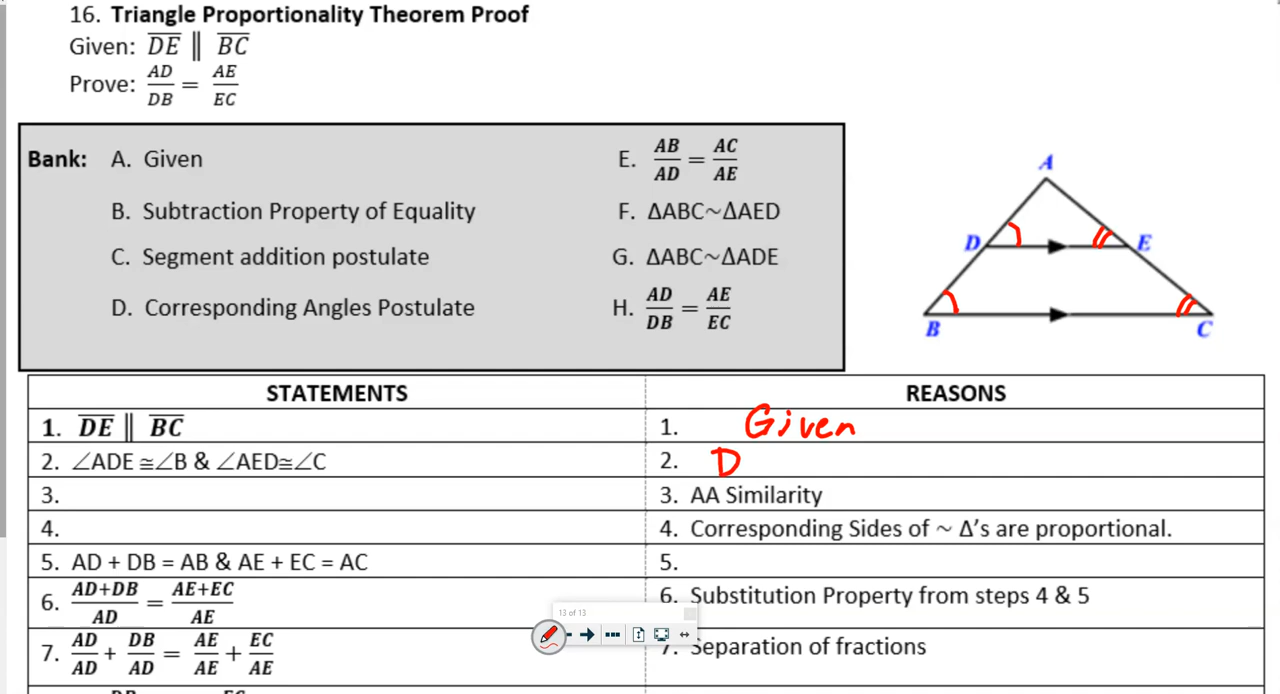 16. Triangle Proportionality Theorem Proof
Given: DE ∥ BC
Prove: AD/DB = AE/EC
Bank: A. Given
B. Subtraction Property of Equality
C. Segment addition postulate
D. Corresponding Angles Postulate
E. AB/AD = AC/AE
F. ΔABC~ΔAED
G. ΔABC~ΔADE
H. AD/DB = AE/EC
A
D E
B C
STATEMENTS REASONS
1. DE ∥ BC 1. Given
2. ∠ADE ≅∠B & ∠AED≅∠C 2. D
3. 3. AA Similarity
4. 4. Corresponding Sides of ~ Δ's are proportional.
5. AD + DB = AB & AE + EC = AC 5.
6. AD+DB/AD = AE+EC/AE 6. Substitution Property from steps 4 & 5
13 of 13
7. AD/AD + DB/AD = AE/AE + EC/AE 7. Separation of fractions